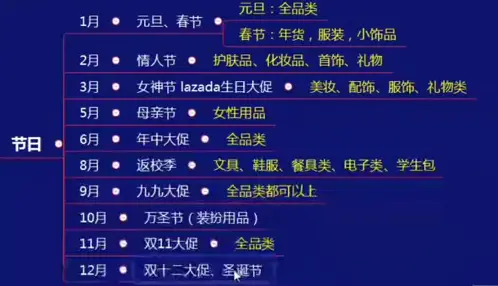 节日
1月 元旦、春节
元旦：全品类
春节：年货，服装，小饰品
2月 情人节 护肤品、化妆品、首饰、礼物
3月 女神节 lazada生日大促 美妆、配饰、服饰、礼物类
5月 母亲节 女性用品
6月 年中大促 全品类
8月 返校季 文具、鞋服、餐具类、电子类、学生包
9月 九九大促 全品类都可以上
10月 万圣节（装扮用品）
11月 双11大促 全品类
12月 双十二大促、圣诞节